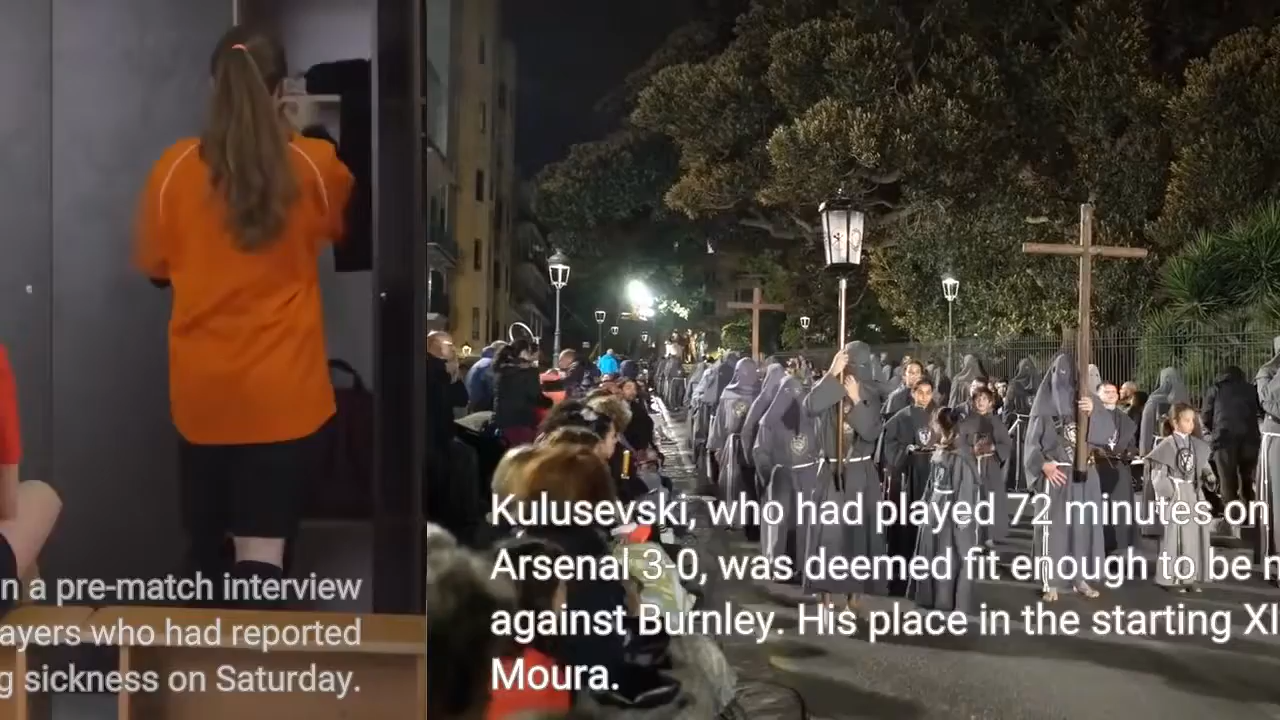 n a pre-match interview
ayers who had reported
g sickness on Saturday.
Kulusevski, who had played 72 minutes on
Arsenal 3-0, was deemed fit enough to be
against Burnley. His place in the starting XI
Moura.